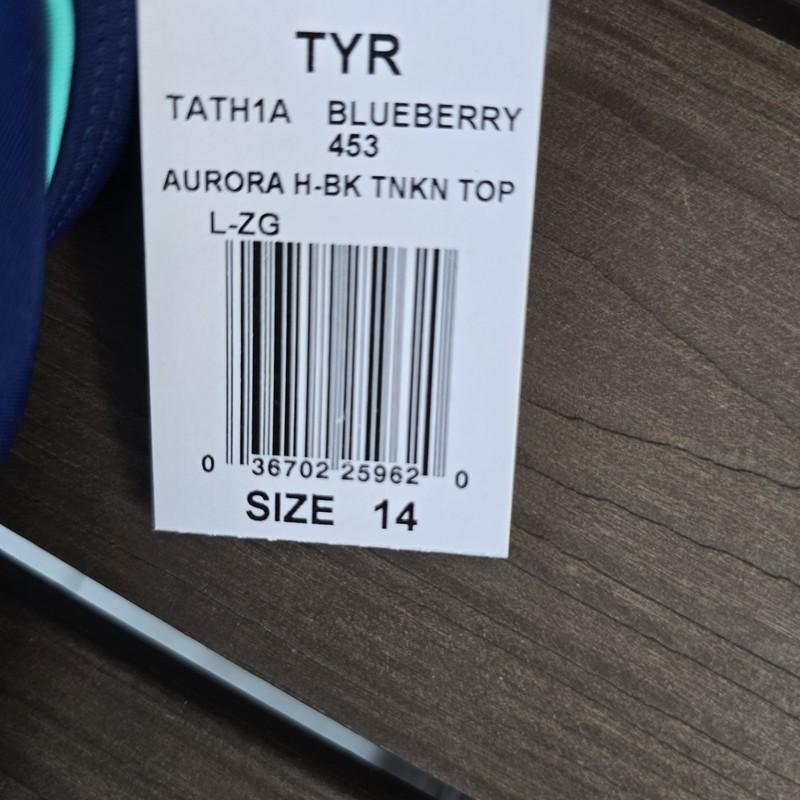 TYR
TATH1A BLUEBERRY
453
AURORA H-BK TNKN TOP
L-ZG
0 36702 25962 0
SIZE 14